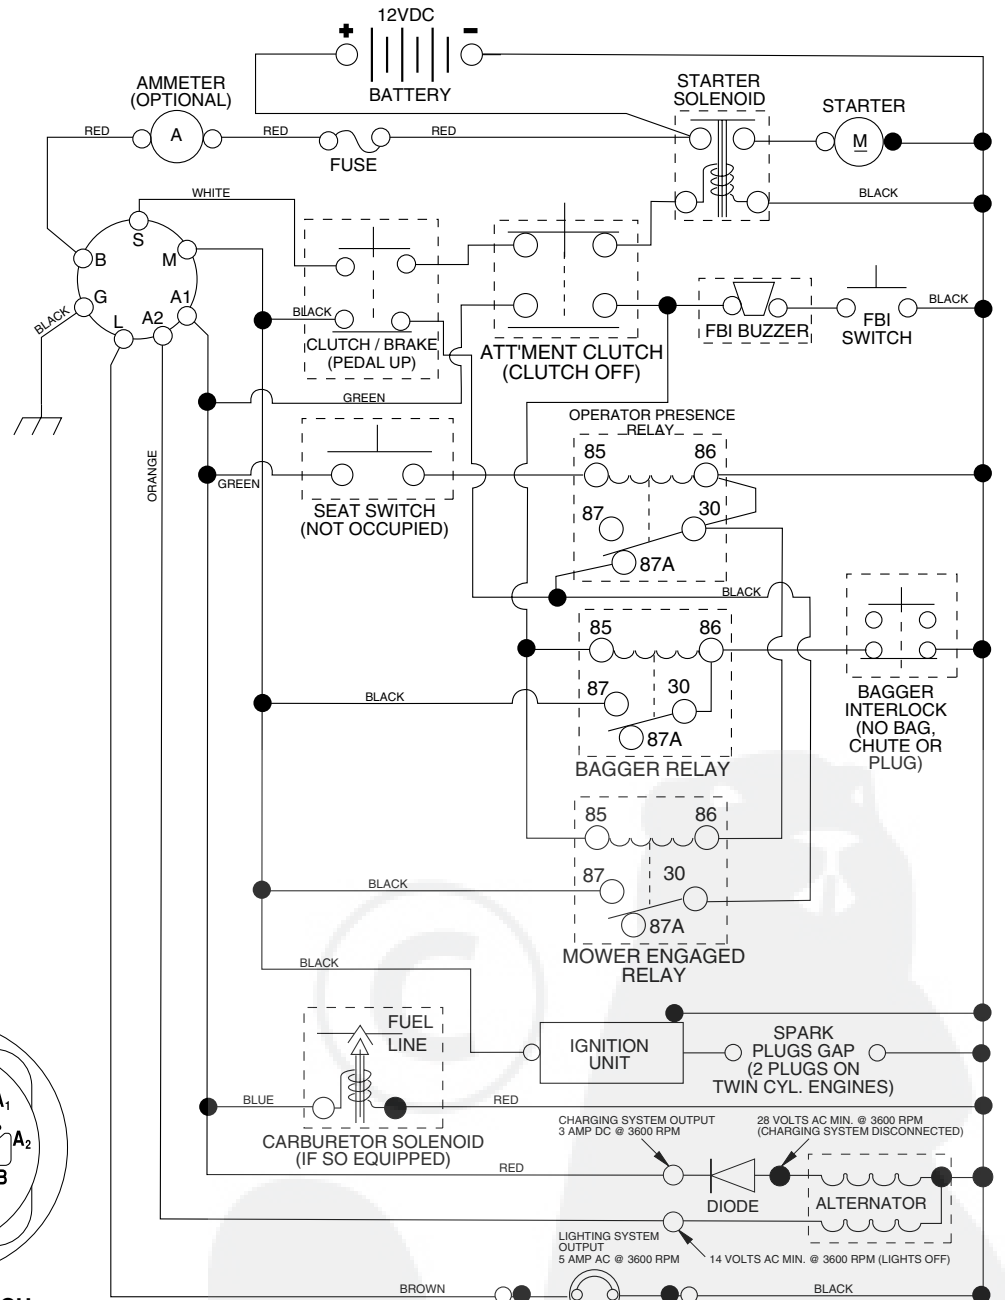 12VDC
+ -
BATTERY
AMMETER
(OPTIONAL)
RED
A
RED
FUSE
RED
STARTER
SOLENOID
STARTER
M
BLACK
WHITE
S
B
M
G
A1
L
A2
BLACK
BLACK
CLUTCH / BRAKE
(PEDAL UP)
ATT'MENT CLUTCH
(CLUTCH OFF)
FBI BUZZER
FBI
SWITCH
BLACK
GREEN
ORANGE
GREEN
SEAT SWITCH
(NOT OCCUPIED)
OPERATOR PRESENCE
RELAY
85
86
87
30
87A
BLACK
85
86
87
30
87A
BAGGER RELAY
BLACK
BAGGER
INTERLOCK
(NO BAG,
CHUTE OR
PLUG)
85
86
87
30
87A
MOWER ENGAGED
RELAY
BLACK
BLACK
FUEL
LINE
IGNITION
UNIT
SPARK
PLUGS GAP
(2 PLUGS ON
TWIN CYL. ENGINES)
BLUE
RED
CARBURETOR SOLENOID
(IF SO EQUIPPED)
CHARGING SYSTEM OUTPUT
3 AMP DC @ 3600 RPM
28 VOLTS AC MIN. @ 3600 RPM
(CHARGING SYSTEM DISCONNECTED)
RED
DIODE
ALTERNATOR
LIGHTING SYSTEM
OUTPUT
5 AMP AC @ 3600 RPM
14 VOLTS AC MIN. @ 3600 RPM (LIGHTS OFF)
BROWN
BLACK
A1
A2
B
©